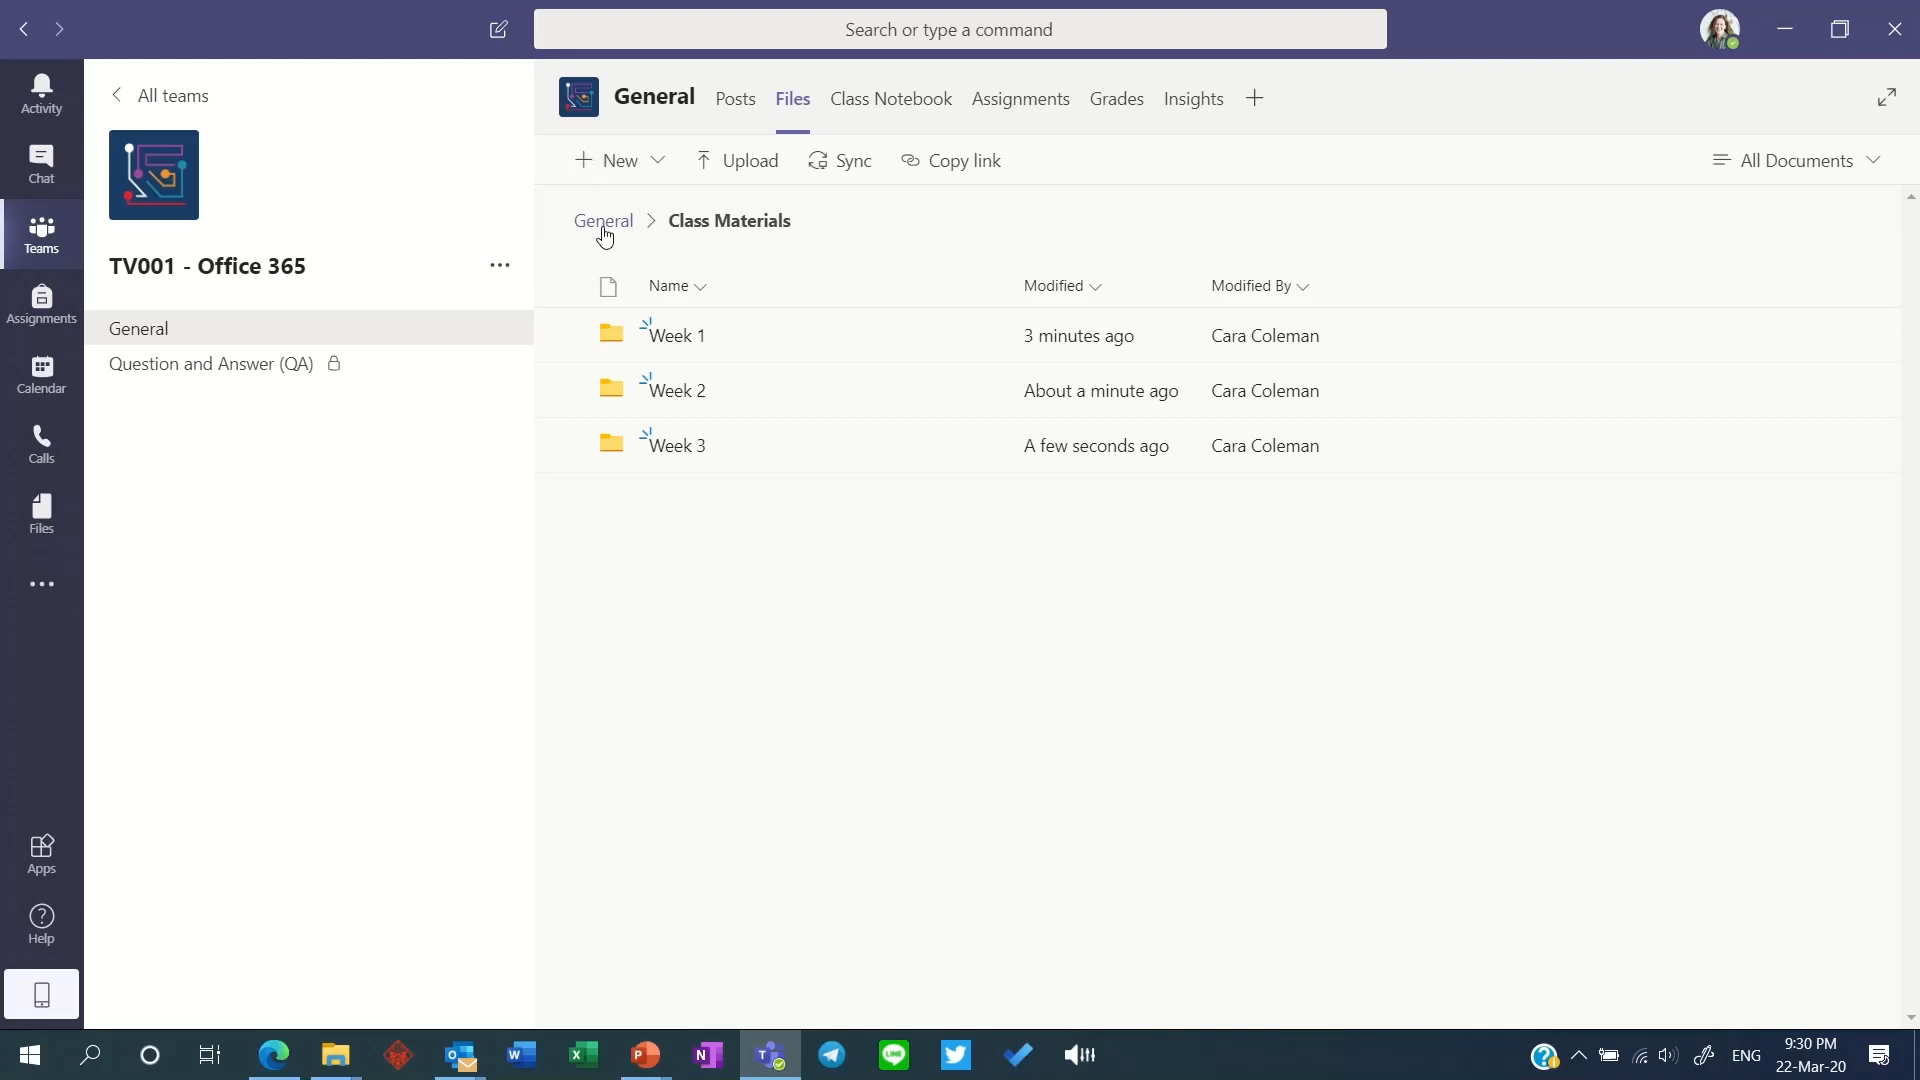 Search or type a command
Activity
Chat
Teams
Assignments
Calendar
Calls
Files
Apps
Help
All teams
TV001 - Office 365
General
Question and Answer (QA)
General Posts Files Class Notebook Assignments Grades Insights
New Upload Sync Copy link All Documents
General > Class Materials
Name Modified Modified By
Week 1 3 minutes ago Cara Coleman
Week 2 About a minute ago Cara Coleman
Week 3 A few seconds ago Cara Coleman
ENG
9:30 PM
22-Mar-20